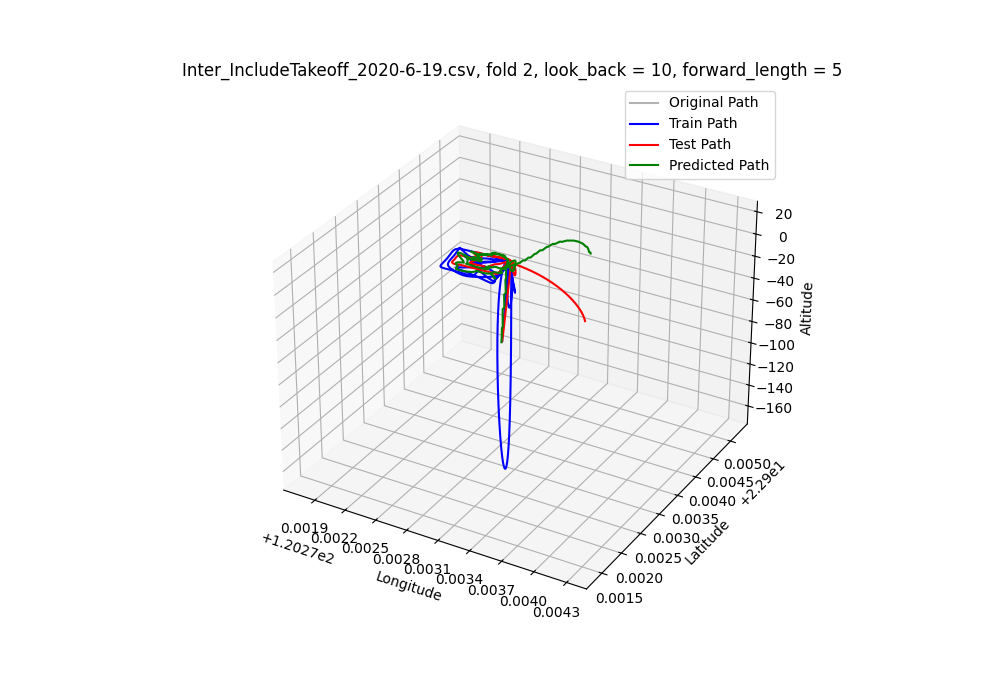 Inter_IncludeTakeoff_2020-6-19.csv, fold 2, look_back = 10, forward_length = 5
Original Path
Train Path
Test Path
Predicted Path
20
0
−20
−40
−60
−80
−100
−120
−140
−160
Altitude
0.0050
0.0045
0.0040
0.0035
0.0030
0.0025
0.0020
0.0015
+2.29e1
Latitude
0.0019
0.0022
0.0025
0.0028
0.0031
0.0034
0.0037
0.0040
0.0043
+1.2027e2
Longitude